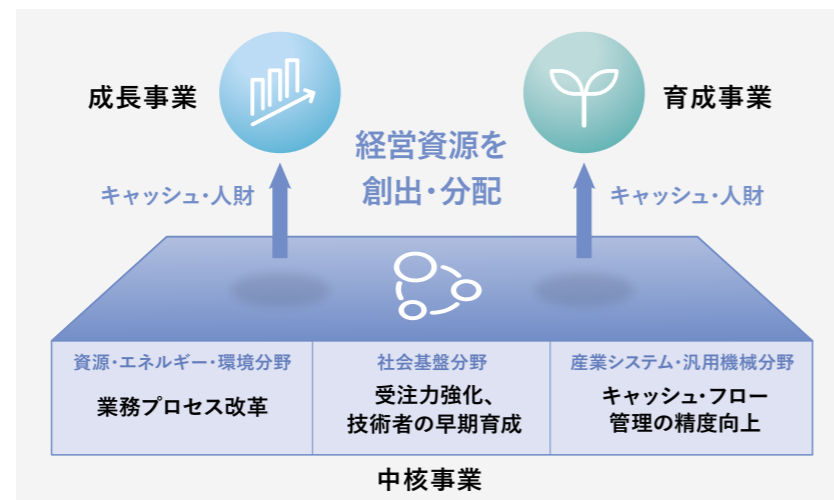 成長事業
育成事業
経営資源を
創出・分配
キャッシュ・人財
キャッシュ・人財
資源・エネルギー・環境分野
業務プロセス改革
社会基盤分野
受注力強化、
技術者の早期育成
産業システム・汎用機械分野
キャッシュ・フロー
管理の精度向上
中核事業